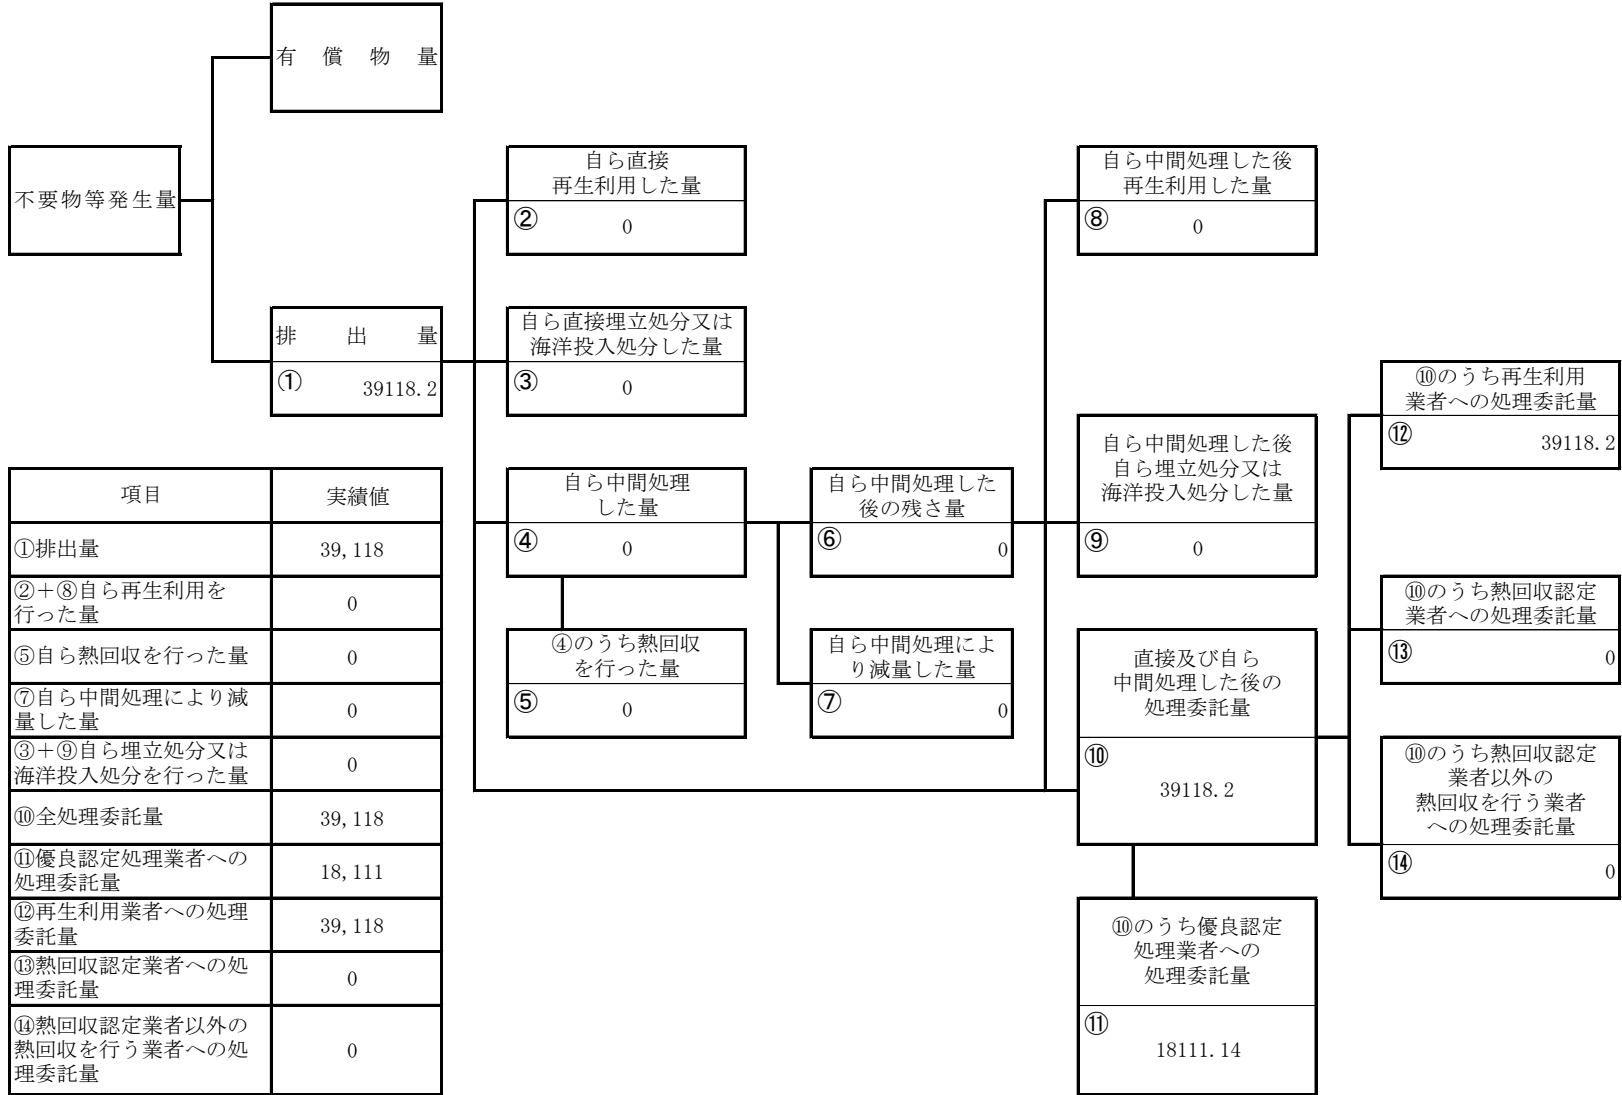 有償物量
不要物等発生量
排出量
① 39118.2
自ら直接
再生利用した量
② 0
自ら直接埋立処分又は
海洋投入処分した量
③ 0
自ら中間処理
した量
④ 0
④のうち熱回収
を行った量
⑤ 0
自ら中間処理した
後の残さ量
⑥ 0
自ら中間処理によ
り減量した量
⑦ 0
自ら中間処理した後
再生利用した量
⑧ 0
自ら中間処理した後
自ら埋立処分又は
海洋投入処分した量
⑨ 0
直接及び自ら
中間処理した後の
処理委託量
⑩
39118.2
⑩のうち優良認定
処理業者への
処理委託量
⑪
18111.14
⑩のうち再生利用
業者への処理委託量
⑫ 39118.2
⑩のうち熱回収認定
業者への処理委託量
⑬ 0
⑩のうち熱回収認定
業者以外の
熱回収を行う業者
への処理委託量
⑭ 0
項目 実績値
①排出量 39,118
②+⑧自ら再生利用を
行った量 0
⑤自ら熱回収を行った量 0
⑦自ら中間処理により減
量した量 0
③+⑨自ら埋立処分又は
海洋投入処分を行った量 0
⑩全処理委託量 39,118
⑪優良認定処理業者への
処理委託量 18,111
⑫再生利用業者への処理
委託量 39,118
⑬熱回収認定業者への処
理委託量 0
⑭熱回収認定業者以外の
熱回収を行う業者への処
理委託量 0